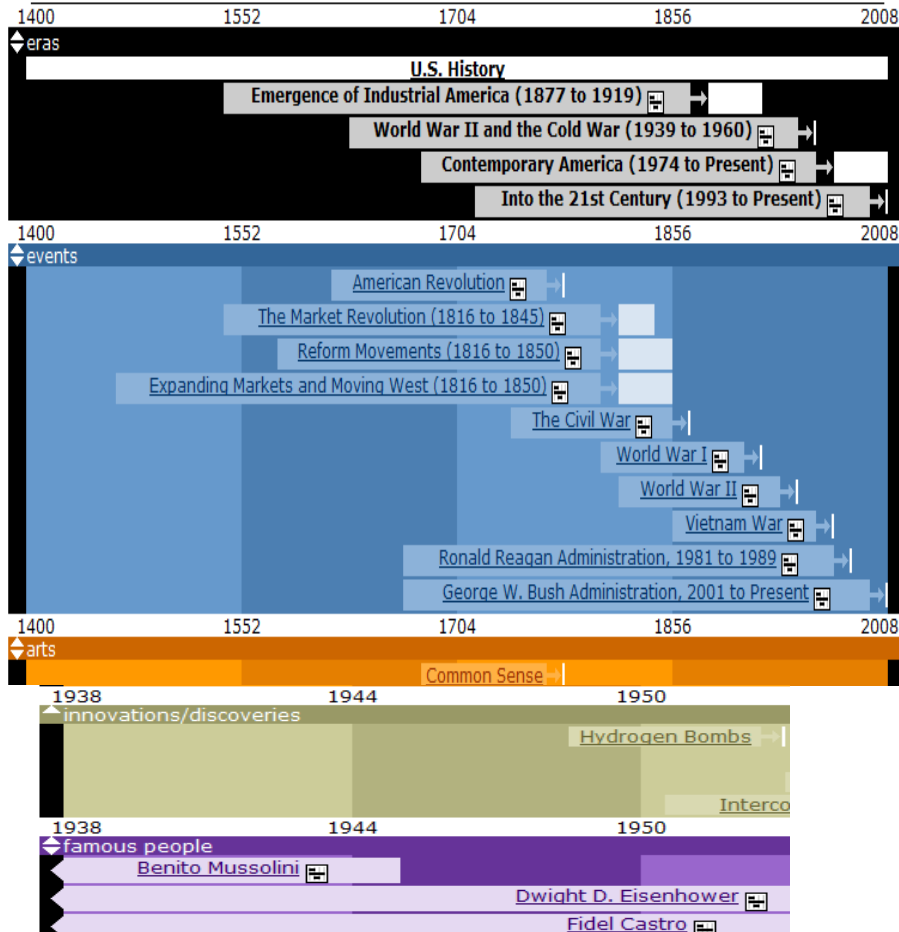 1400 1552 1704 1856 2008
eras
U.S. History
Emergence of Industrial America (1877 to 1919)
World War II and the Cold War (1939 to 1960)
Contemporary America (1974 to Present)
Into the 21st Century (1993 to Present)
1400 1552 1704 1856 2008
events
American Revolution
The Market Revolution (1816 to 1845)
Reform Movements (1816 to 1850)
Expanding Markets and Moving West (1816 to 1850)
The Civil War
World War I
World War II
Vietnam War
Ronald Reagan Administration, 1981 to 1989
George W. Bush Administration, 2001 to Present
1400 1552 1704 1856 2008
arts
Common Sense
1938 1944 1950
innovations/discoveries
Hydrogen Bombs
Interco
1938 1944 1950
famous people
Benito Mussolini
Dwight D. Eisenhower
Fidel Castro